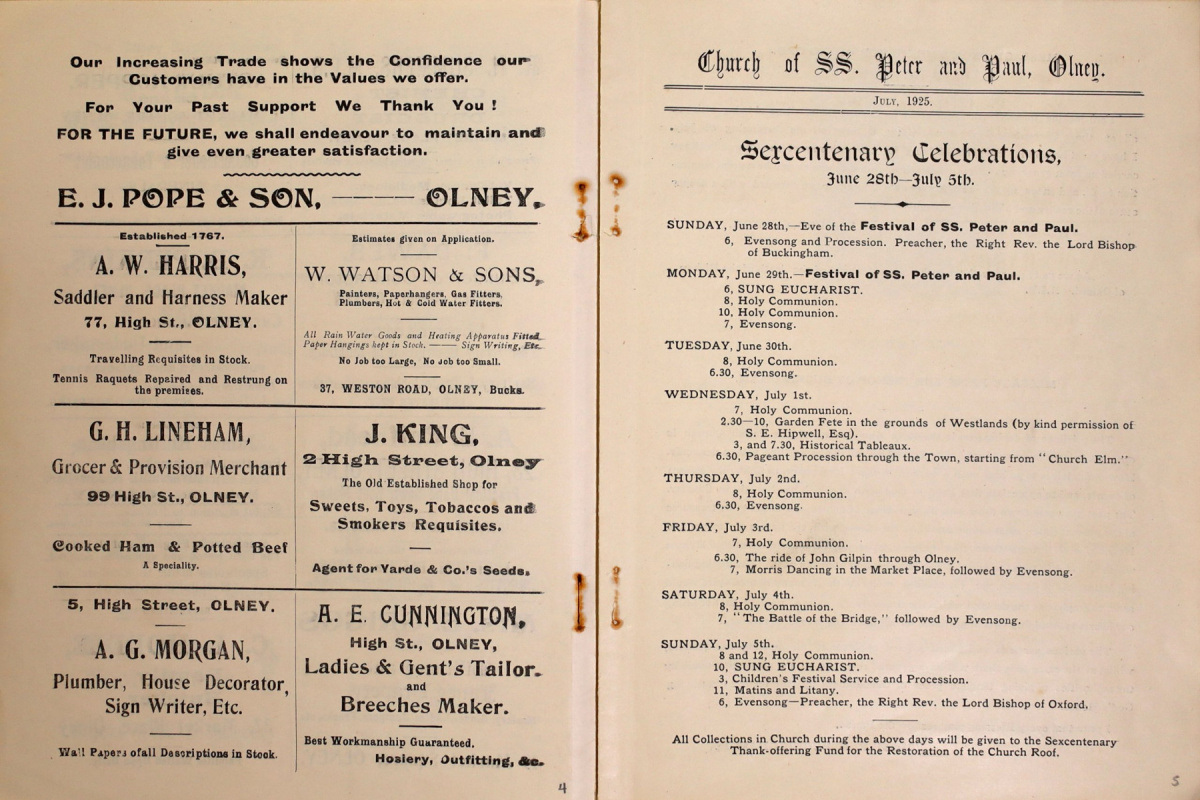 Our Increasing Trade shows the Confidence our
Customers have in the Values we offer.
For Your Past Support We Thank You !
FOR THE FUTURE, we shall endeavour to maintain and
give even greater satisfaction.
E. J. POPE & SON, ——— OLNEY.
Established 1767.
A. W. HARRIS,
Saddler and Harness Maker
77, High St., OLNEY.
Travelling Requisites in Stock.
Tennis Raquets Repaired and Restrung on
the premises.
Estimates given on Application.
W. WATSON & SONS,
Painters, Paperhangers, Gas Fitters,
Plumbers, Hot & Cold Water Fitters.
All Rain Water Goods and Heating Apparatus Fitted.
Paper Hangings kept in Stock. —— Sign Writing, Etc.
No Job too Large, No Job too Small.
37, WESTON ROAD, OLNEY, Bucks.
G. H. LINEHAM,
Grocer & Provision Merchant
99 High St., OLNEY.
Cooked Ham & Potted Beef
A Speciality.
J. KING,
2 High Street, Olney
The Old Established Shop for
Sweets, Toys, Tobaccos and
Smokers Requisites.
Agent for Yarde & Co.'s Seeds.
5, High Street, OLNEY.
A. G. MORGAN,
Plumber, House Decorator,
Sign Writer, Etc.
Wall Papers of all Descriptions in Stock.
A. E. CUNNINGTON,
High St., OLNEY,
Ladies & Gent's Tailor
and
Breeches Maker.
Best Workmanship Guaranteed,
Hosiery, Outfitting, &c.
4
Church of SS. Peter and Paul, Olney.
JULY, 1925.
Sexcentenary Celebrations,
June 28th—July 5th.
SUNDAY, June 28th,—Eve of the Festival of SS. Peter and Paul.
6, Evensong and Procession. Preacher, the Right Rev. the Lord Bishop
of Buckingham.
MONDAY, June 29th.—Festival of SS. Peter and Paul.
6, SUNG EUCHARIST.
8, Holy Communion.
10, Holy Communion.
7, Evensong.
TUESDAY, June 30th.
8, Holy Communion.
6.30, Evensong.
WEDNESDAY, July 1st.
7, Holy Communion.
2.30—10, Garden Fete in the grounds of Westlands (by kind permission of
S. E. Hipwell, Esq).
3, and 7.30, Historical Tableaux.
6.30, Pageant Procession through the Town, starting from "Church Elm."
THURSDAY, July 2nd.
8, Holy Communion.
6.30, Evensong.
FRIDAY, July 3rd.
7, Holy Communion.
6.30, The ride of John Gilpin through Olney.
7, Morris Dancing in the Market Place, followed by Evensong.
SATURDAY, July 4th.
8, Holy Communion.
7, "The Battle of the Bridge," followed by Evensong.
SUNDAY, July 5th.
8 and 12, Holy Communion.
10, SUNG EUCHARIST.
3, Children's Festival Service and Procession.
11, Matins and Litany.
6, Evensong—Preacher, the Right Rev. the Lord Bishop of Oxford,
All Collections in Church during the above days will be given to the Sexcentenary
Thank-offering Fund for the Restoration of the Church Roof.
5